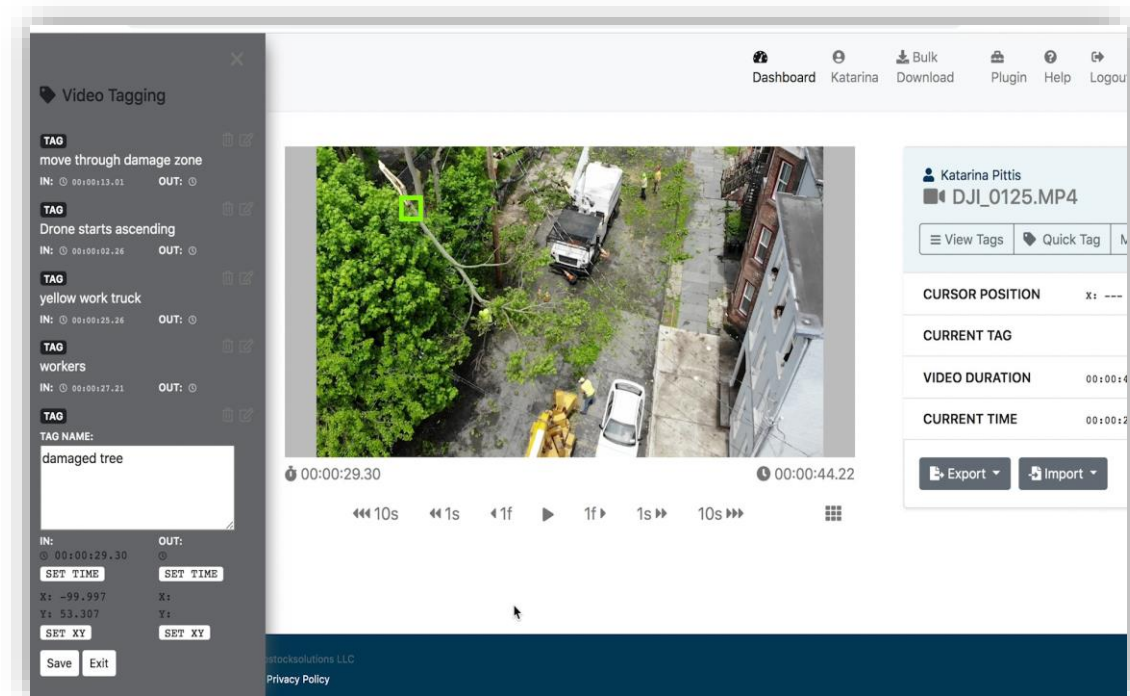 Video Tagging
TAG
move through damage zone
IN: 00:00:13.01 OUT:
TAG
Drone starts ascending
IN: 00:00:02.26 OUT:
TAG
yellow work truck
IN: 00:00:25.26 OUT:
TAG
workers
IN: 00:00:27.21 OUT:
TAG
TAG NAME:
damaged tree
IN: OUT:
00:00:29.30
SET TIME SET TIME
X: -99.997 X:
Y: 53.307 Y:
SET XY SET XY
Save Exit
Dashboard Katarina Bulk Download Plugin Help Logou
00:00:29.30 00:00:44.22
10s 1s 1f 1f 1s 10s
Katarina Pittis
DJI_0125.MP4
View Tags Quick Tag M
CURSOR POSITION X: ---
CURRENT TAG
VIDEO DURATION 00:00:4
CURRENT TIME 00:00:2
Export Import
estocksolutions LLC
Privacy Policy